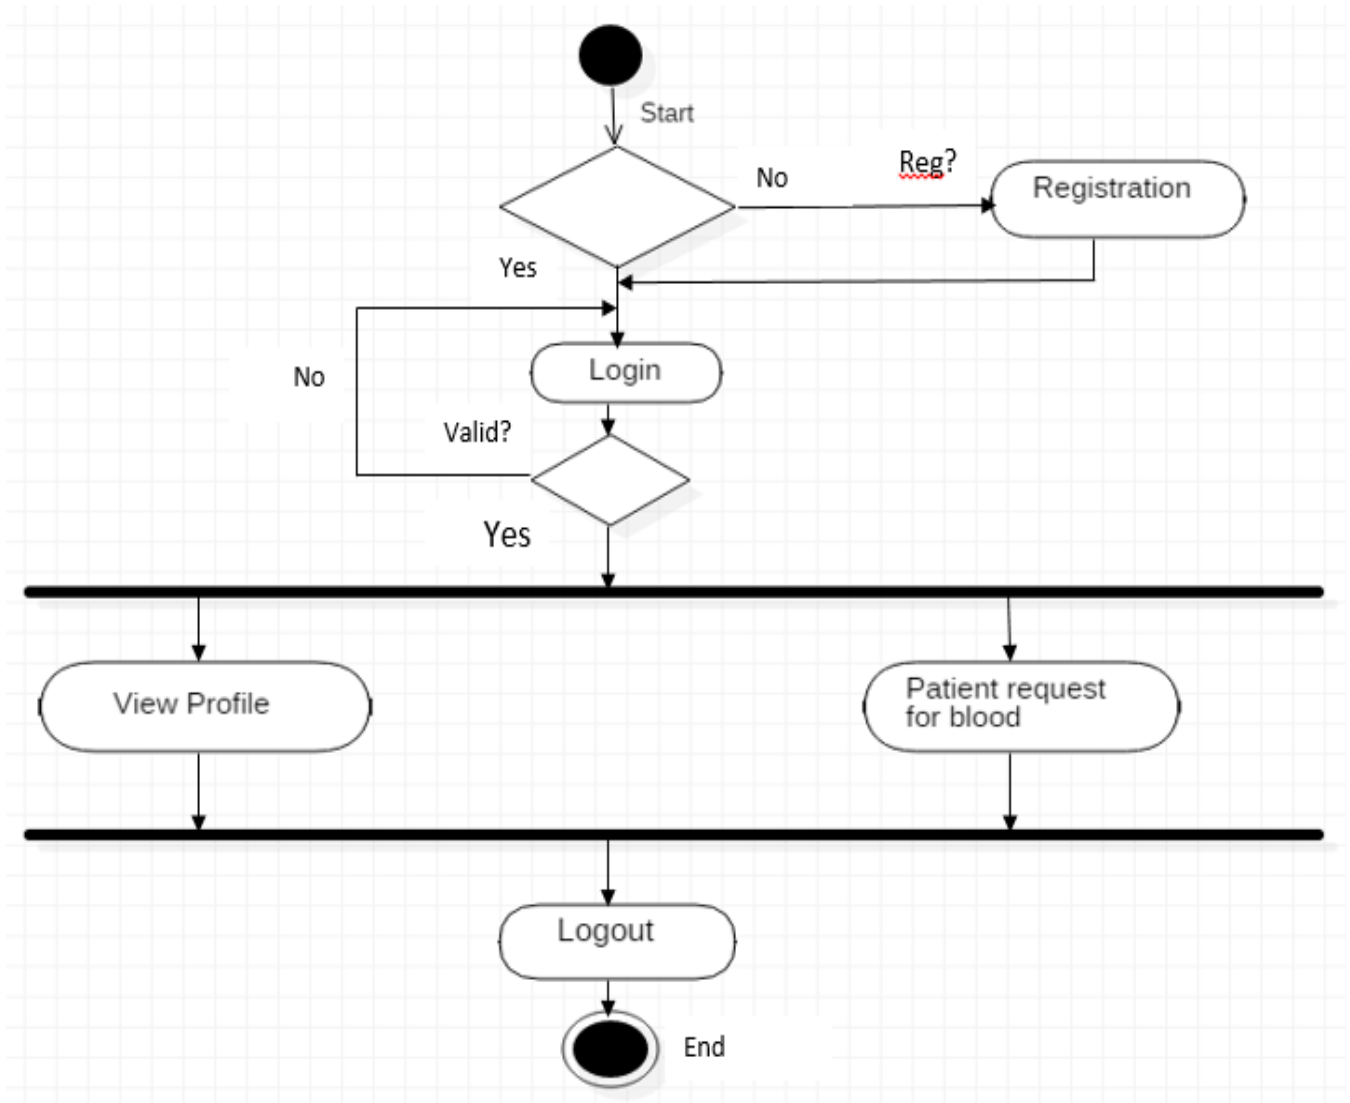 Start
No
Reg?
Registration
Yes
Login
No
Valid?
Yes
View Profile
Patient request
for blood
Logout
End